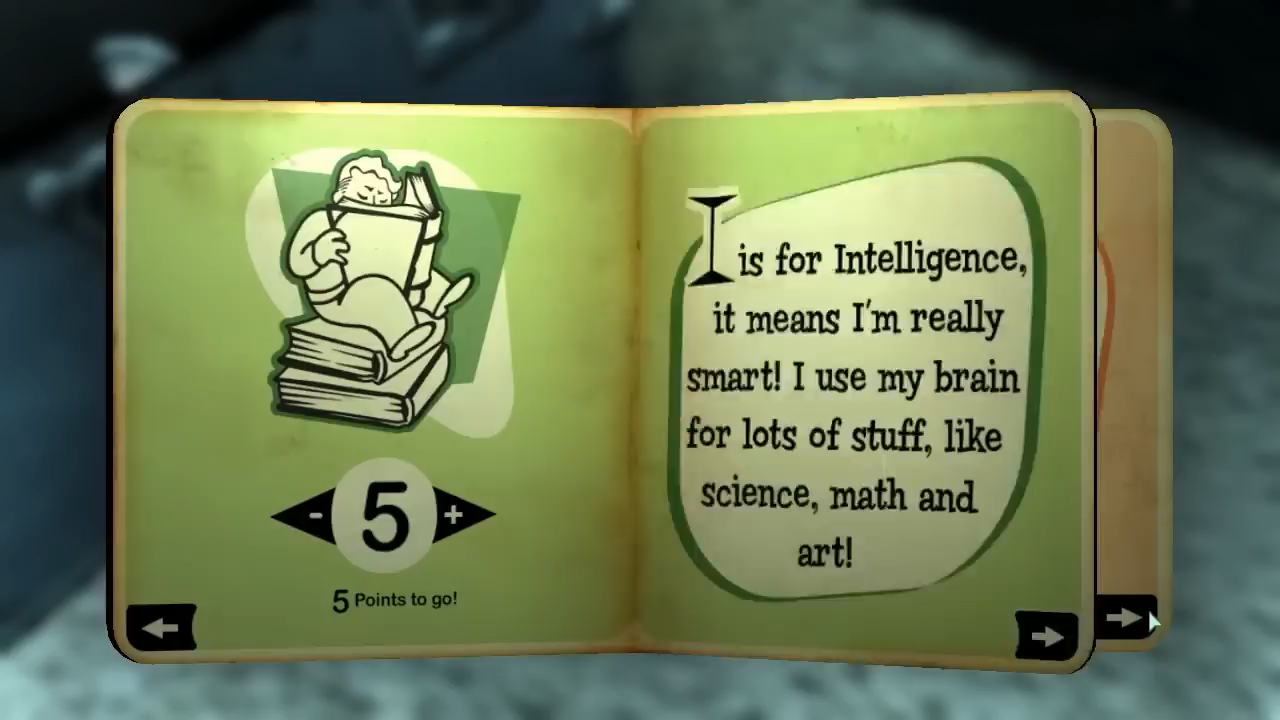 - 5 +
5 Points to go!
I is for Intelligence,
it means I'm really
smart! I use my brain
for lots of stuff, like
science, math and
art!